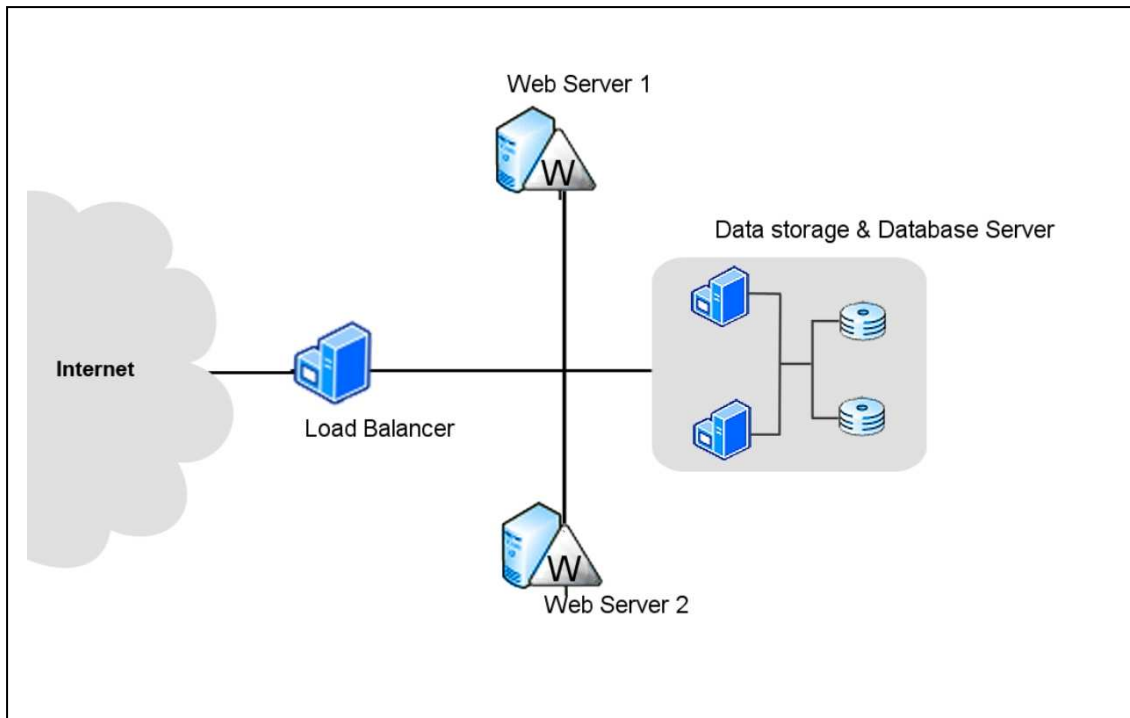 Web Server 1
W
Data storage & Database Server
Internet
Load Balancer
W
Web Server 2